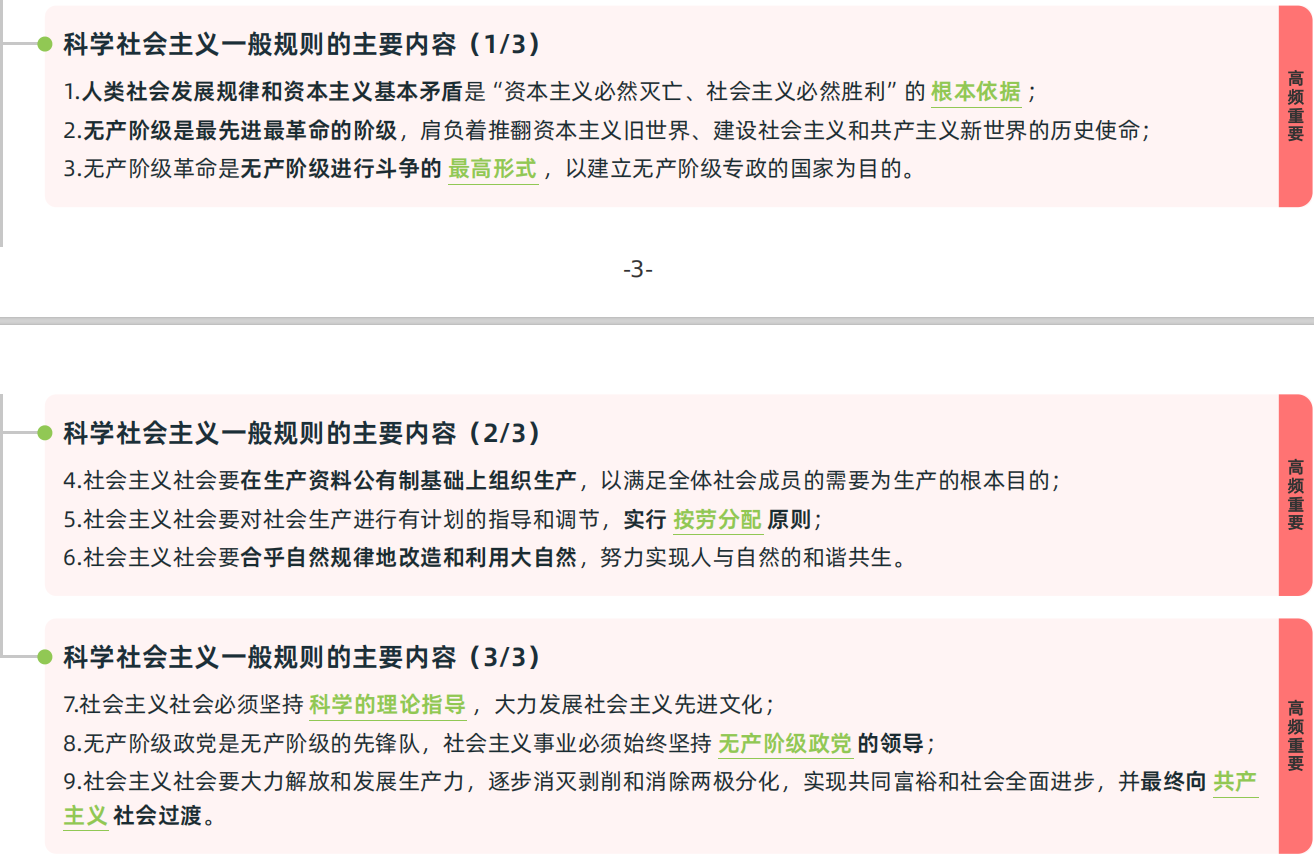 科学社会主义一般规则的主要内容（1/3）
1.人类社会发展规律和资本主义基本矛盾是“资本主义必然灭亡、社会主义必然胜利”的 根本依据 ；
2.无产阶级是最先进最革命的阶级，肩负着推翻资本主义旧世界、建设社会主义和共产主义新世界的历史使命；
3.无产阶级革命是无产阶级进行斗争的 最高形式 ，以建立无产阶级专政的国家为目的。
高频重要
-3-
科学社会主义一般规则的主要内容（2/3）
4.社会主义社会要在生产资料公有制基础上组织生产，以满足全体社会成员的需要为生产的根本目的；
5.社会主义社会要对社会生产进行有计划的指导和调节，实行 按劳分配 原则；
6.社会主义社会要合乎自然规律地改造和利用大自然，努力实现人与自然的和谐共生。
高频重要
科学社会主义一般规则的主要内容（3/3）
7.社会主义社会必须坚持 科学的理论指导 ，大力发展社会主义先进文化；
8.无产阶级政党是无产阶级的先锋队，社会主义事业必须始终坚持 无产阶级政党 的领导；
9.社会主义社会要大力解放和发展生产力，逐步消灭剥削和消除两极分化，实现共同富裕和社会全面进步，并最终向 共产
主义 社会过渡。
高频重要